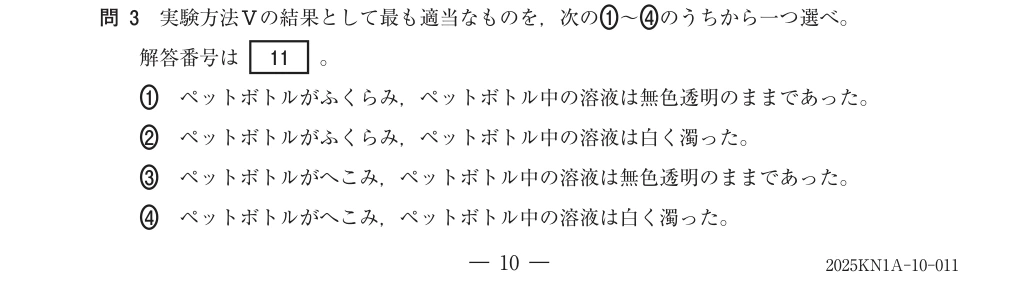 問 3 実験方法Ⅴの結果として最も適当なものを，次の①～④のうちから一つ選べ。
解答番号は 11 。
① ペットボトルがふくらみ，ペットボトル中の溶液は無色透明のままであった。
② ペットボトルがふくらみ，ペットボトル中の溶液は白く濁った。
③ ペットボトルがへこみ，ペットボトル中の溶液は無色透明のままであった。
④ ペットボトルがへこみ，ペットボトル中の溶液は白く濁った。
— 10 — 2025KN1A-10-011